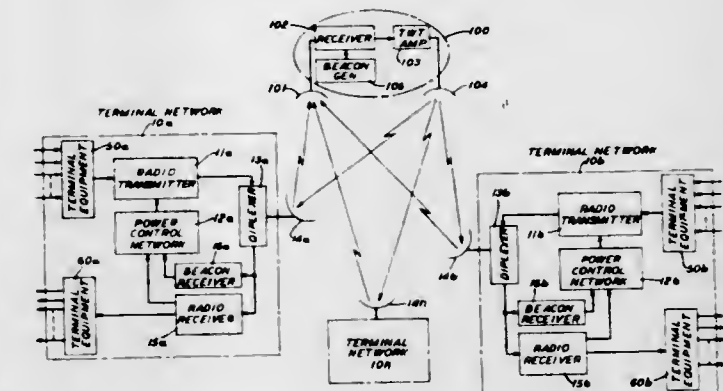 102
RECEIVER
TWT
AMP
103
100
BEACON
GEN
105
101
104
TERMINAL NETWORK
10a
50a
TERMINAL
EQUIPMENT
11a
RADIO
TRANSMITTER
13a
DIPLEXER
POWER
CONTROL
NETWORK
12a
16a
BEACON
RECEIVER
14a
60a
TERMINAL
EQUIPMENT
RADIO
RECEIVER
15a
14n
TERMINAL
NETWORK
10n
TERMINAL NETWORK
10b
13b
DIPLEXER
14b
RADIO
TRANSMITTER
11b
TERMINAL
EQUIPMENT
50b
POWER
CONTROL
NETWORK
12b
16b
BEACON
RECEIVER
RADIO
RECEIVER
15b
TERMINAL
EQUIPMENT
60b